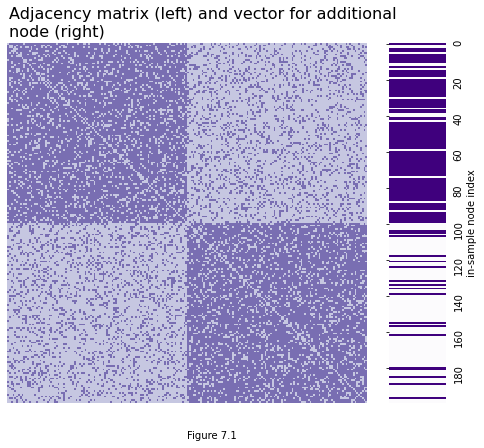 Adjacency matrix (left) and vector for additional
node (right)
0
20
40
60
80
100
120
140
160
180
in-sample node index
Figure 7.1